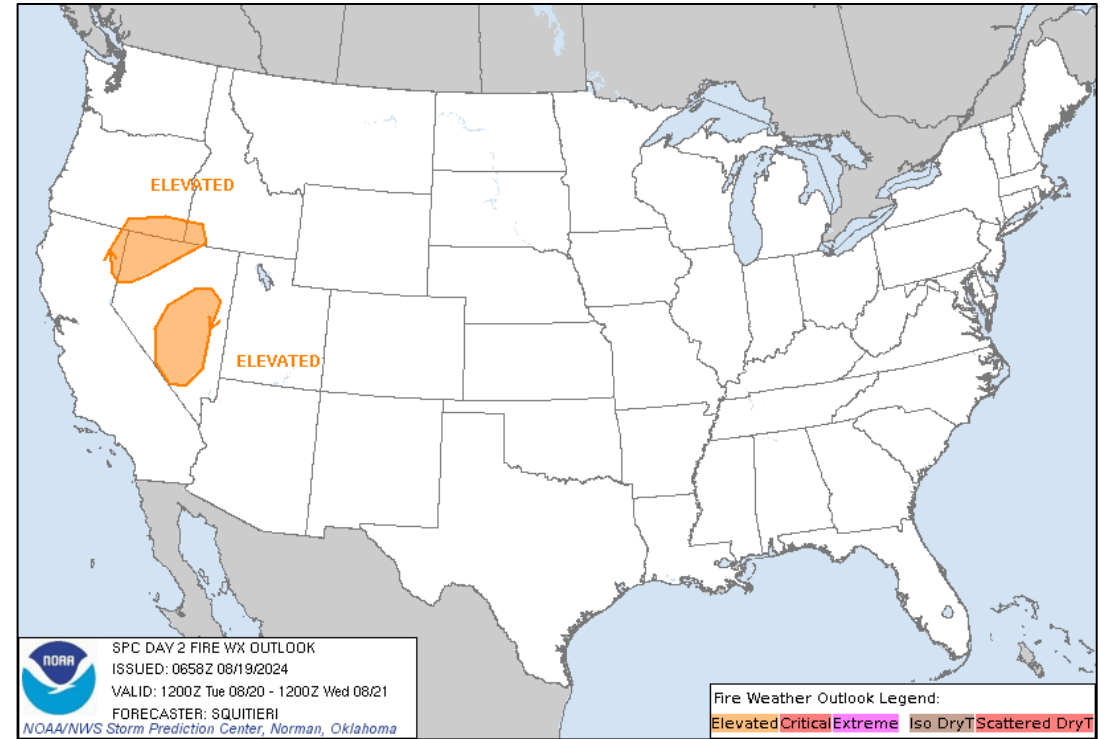 ELEVATED
ELEVATED
NOAA
SPC DAY 2 FIRE WX OUTLOOK
ISSUED: 0658Z 08/19/2024
VALID: 1200Z Tue 08/20 - 1200Z Wed 08/21
FORECASTER: SQUITIERI
NOAA/NWS Storm Prediction Center, Norman, Oklahoma
Fire Weather Outlook Legend:
Elevated Critical Extreme Iso DryT Scattered DryT